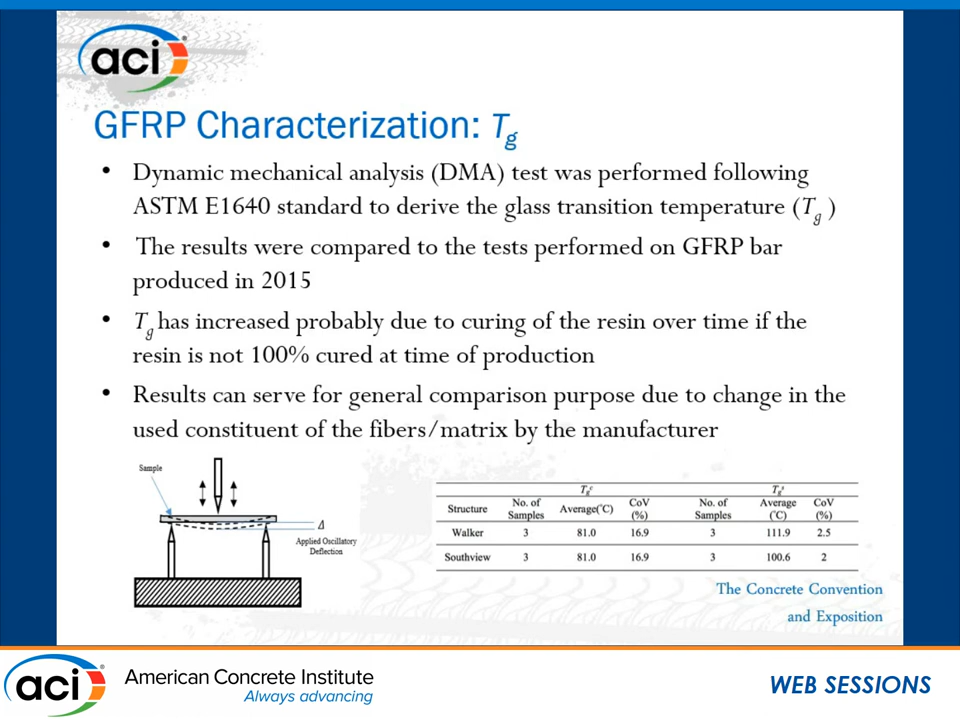 aci
GFRP Characterization: Tg
• Dynamic mechanical analysis (DMA) test was performed following
ASTM E1640 standard to derive the glass transition temperature (Tg )
• The results were compared to the tests performed on GFRP bar
produced in 2015
• Tg has increased probably due to curing of the resin over time if the
resin is not 100% cured at time of production
• Results can serve for general comparison purpose due to change in the
used constituent of the fibers/matrix by the manufacturer
Sample
Δ
Applied Oscillatory
Deflection
Tg c Tg s
Structure No. of Samples Average(˚C) CoV (%) No. of Samples Average (˚C) CoV (%)
Walker 3 81.0 16.9 3 111.9 2.5
Southview 3 81.0 16.9 3 100.6 2
The Concrete Convention
and Exposition
aci
American Concrete Institute
Always advancing
WEB SESSIONS